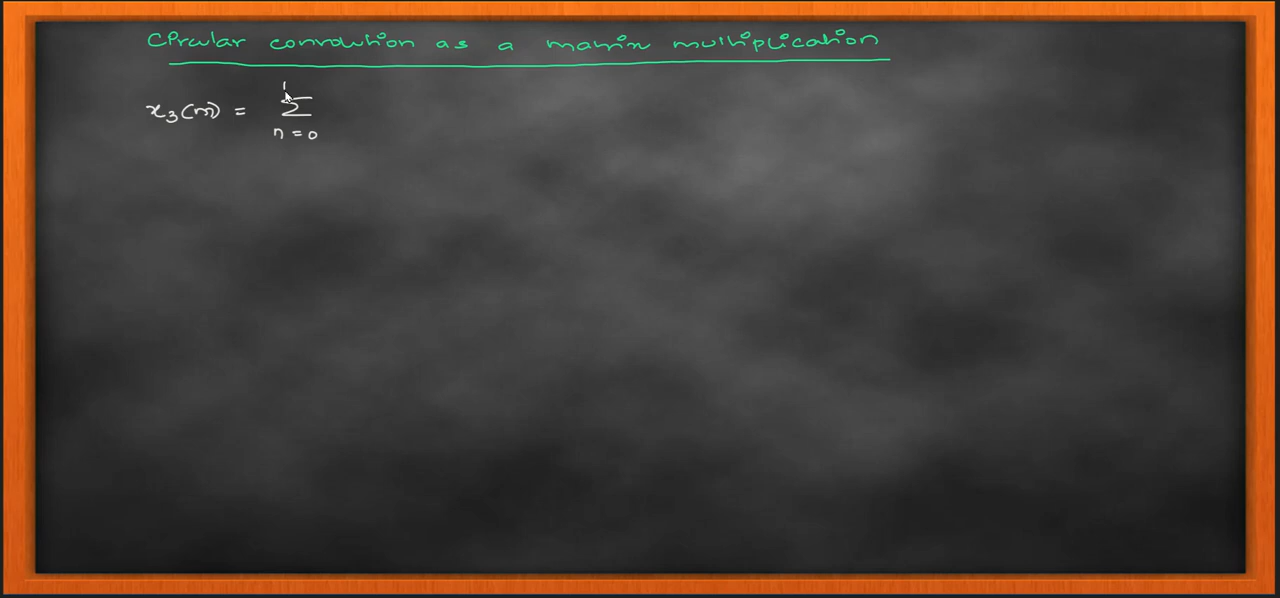 Circular convolution as a matrix multiplication
x₃(m) = Σ
n = 0